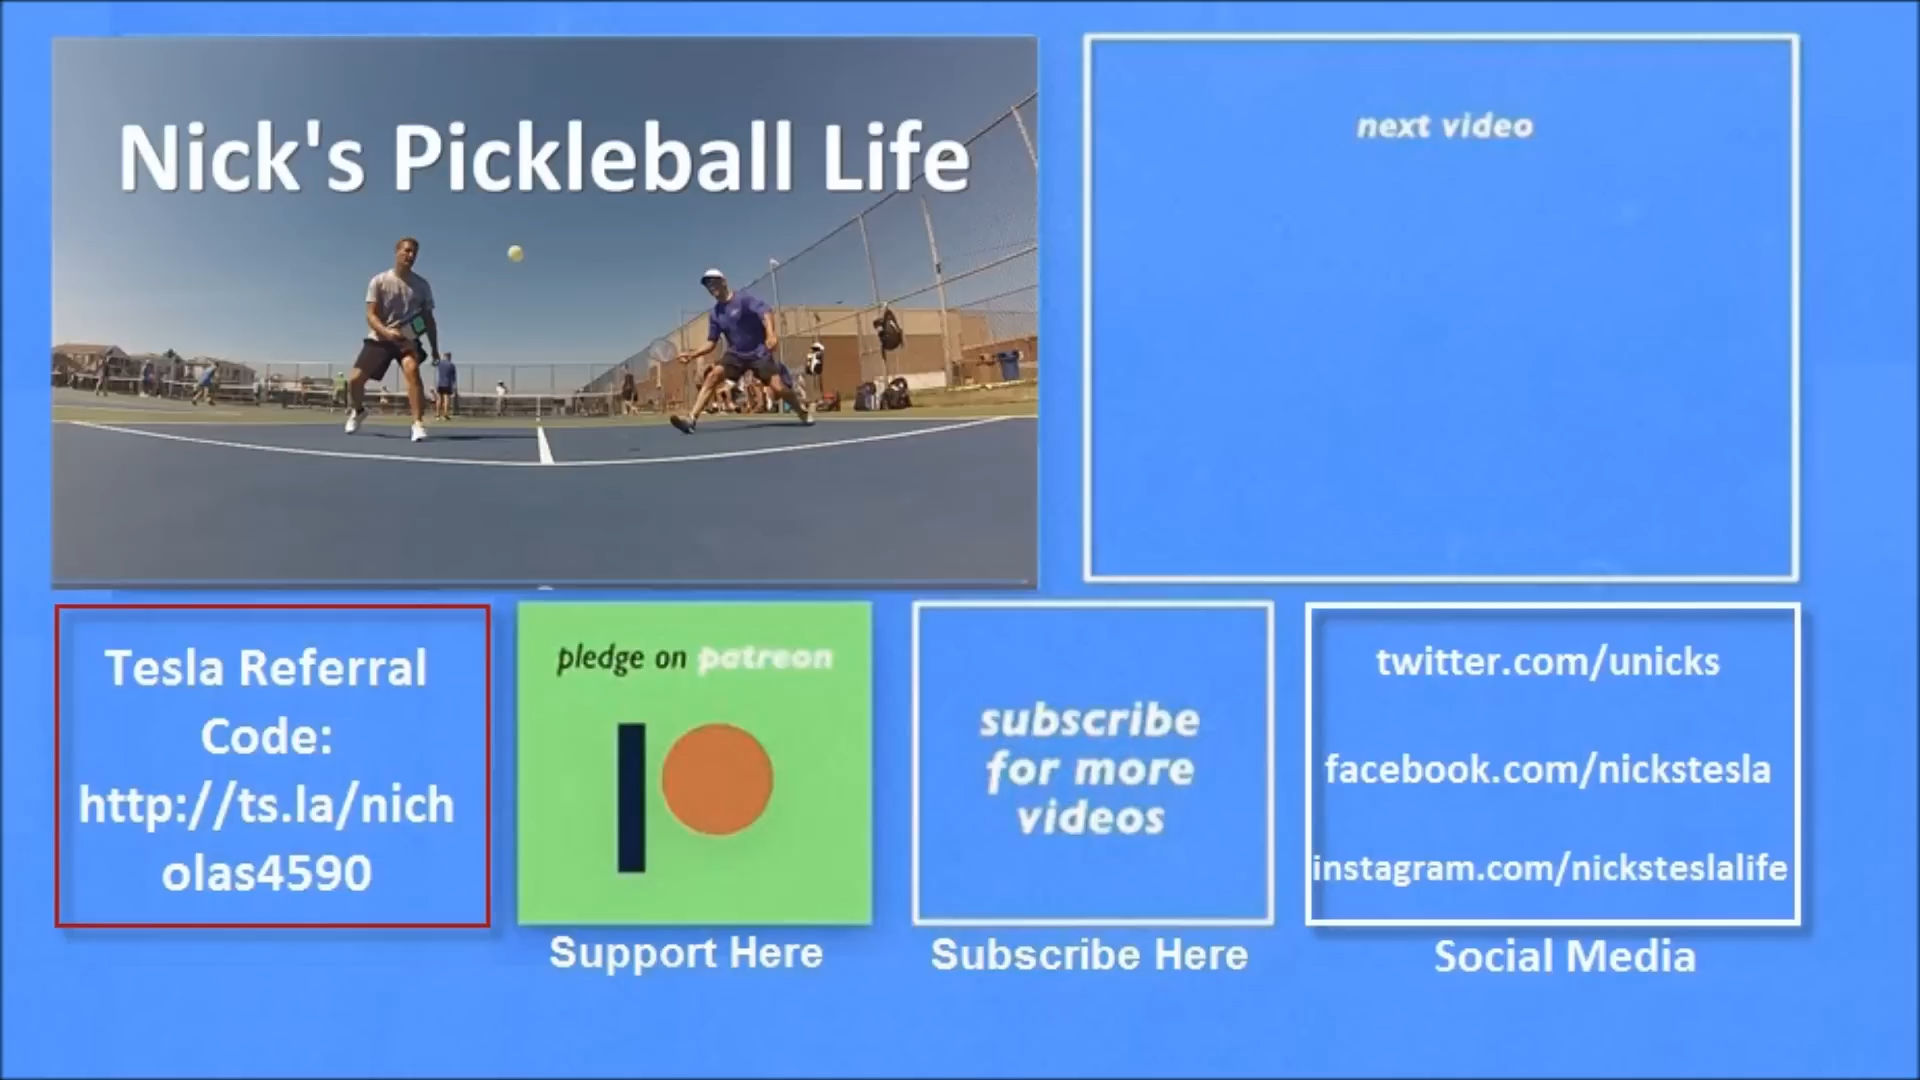 Nick's Pickleball Life
next video
Tesla Referral
Code:
http://ts.la/nich
olas4590
pledge on patreon
subscribe
for more
videos
twitter.com/unicks
facebook.com/nickstesla
instagram.com/nicksteslalife
Support Here
Subscribe Here
Social Media